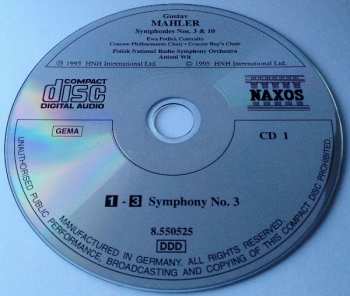 Gustav
MAHLER
Symphonies Nos. 3 & 10
Ewa Podleś, Contralto
Cracow Philharmonic Choir • Cracow Boy's Choir
Polish National Radio Symphony Orchestra
Antoni Wit
℗ 1995 HNH International Ltd. © 1995 HNH International Ltd.
COMPACT
disc
DIGITAL AUDIO
NAXOS
GEMA
CD 1
1 - 3 Symphony No. 3
8.550525
DDD
MANUFACTURED IN GERMANY. ALL RIGHTS RESERVED.
UNAUTHORISED PUBLIC PERFORMANCE, BROADCASTING AND COPYING OF THIS COMPACT DISC PROHIBITED.